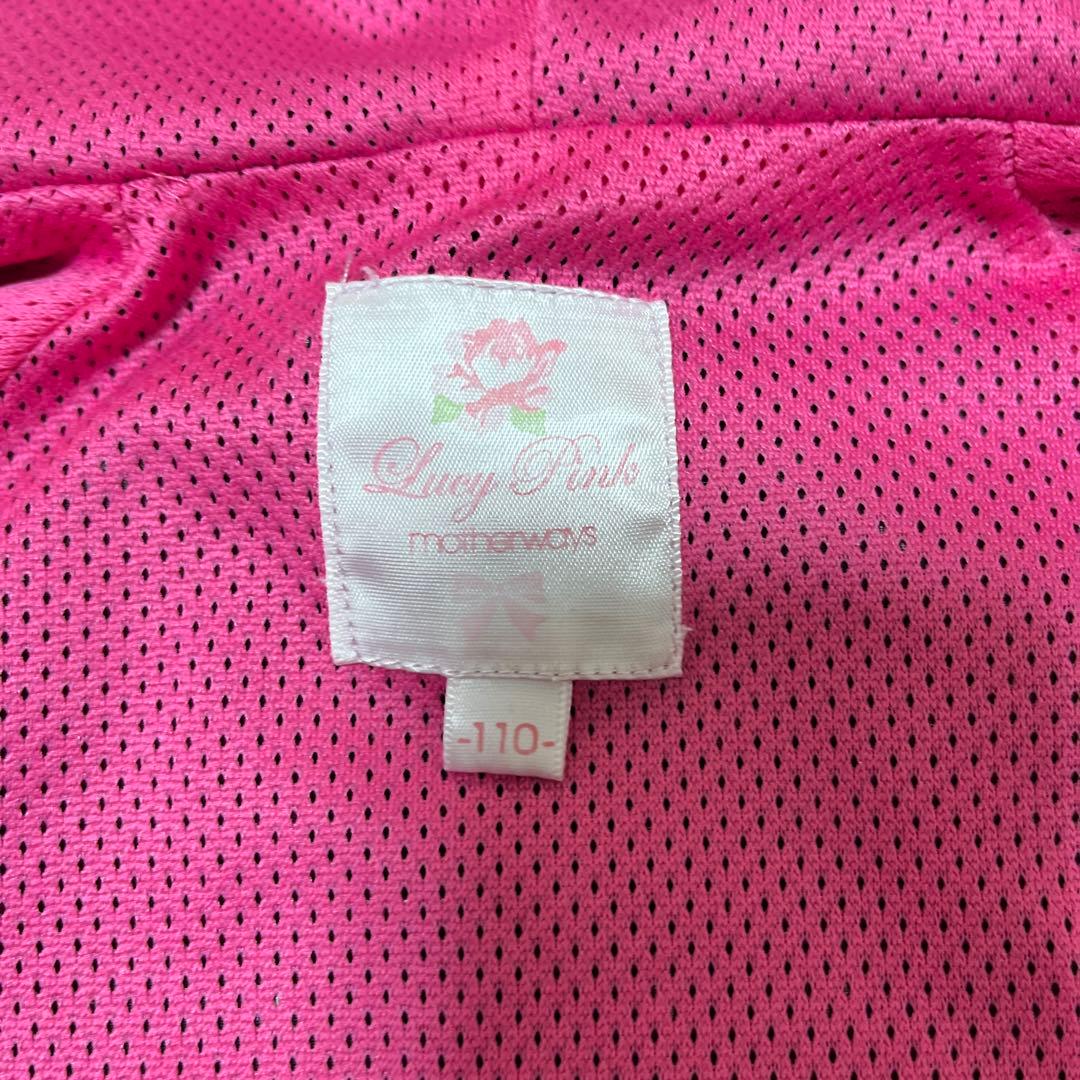 Lucy Pink
motherways
-110-